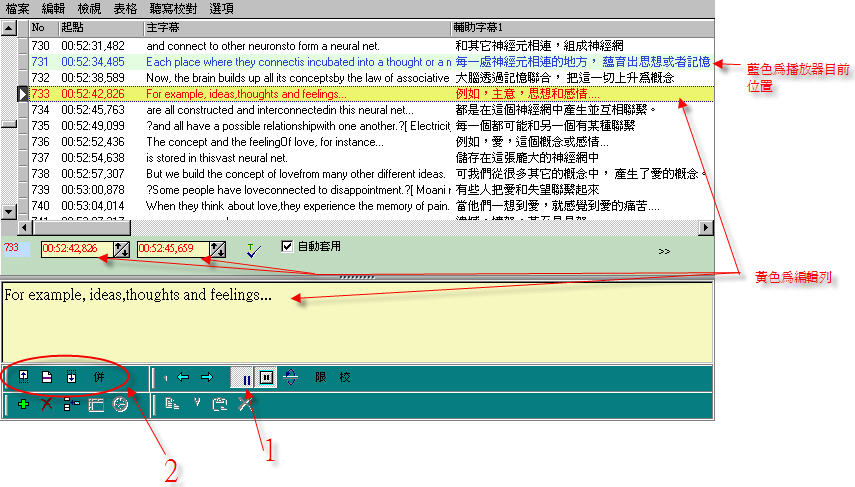 檔案 編輯 檢視 表格 聽寫校對 選項
No 起點 主字幕 輔助字幕1
730 00:52:31,482 and connect to other neuronsto form a neural net. 和其它神經元相連，組成神經網
731 00:52:34,485 Each place where they connectis incubated into a thought or a n 每一處神經元相連的地方， 蘊育出思想或者記憶
732 00:52:38,589 Now, the brain builds up all its conceptsby the law of associative 大腦透過記憶聯合， 把這一切上升爲概念
733 00:52:42,826 For example, ideas,thoughts and feelings... 例如，主意，思想和感情....
734 00:52:45,763 are all constructed and interconnectedin this neural net... 都是在這個神經網中產生並互相聯繫。
735 00:52:49,099 ?and all have a possible relationshipwith one another.?[ Electricit 每一個都可能和另一個有某種聯繫
736 00:52:52,436 The concept and the feelingOf love, for instance... 例如，愛，這個概念或感情...
737 00:52:54,638 is stored in thisvast neural net. 儲存在這張龐大的神經網中
738 00:52:57,307 But we build the concept of lovefrom many other different ideas. 可我們從很多其它的概念中， 產生了愛的概念。
739 00:53:00,878 ?Some people have loveconnected to disappointment.?[ Moani n 有些人把愛和失望聯繫起來
740 00:53:04,014 When they think about love,they experience the memory of pain. 當他們一想到愛，就感覺到愛的痛苦....
藍色爲播放器目前
位置
733 00:52:42,826 00:52:45,659 自動套用 >>
黃色爲編輯列
For example, ideas,thoughts and feelings...
併 限 校
2 1